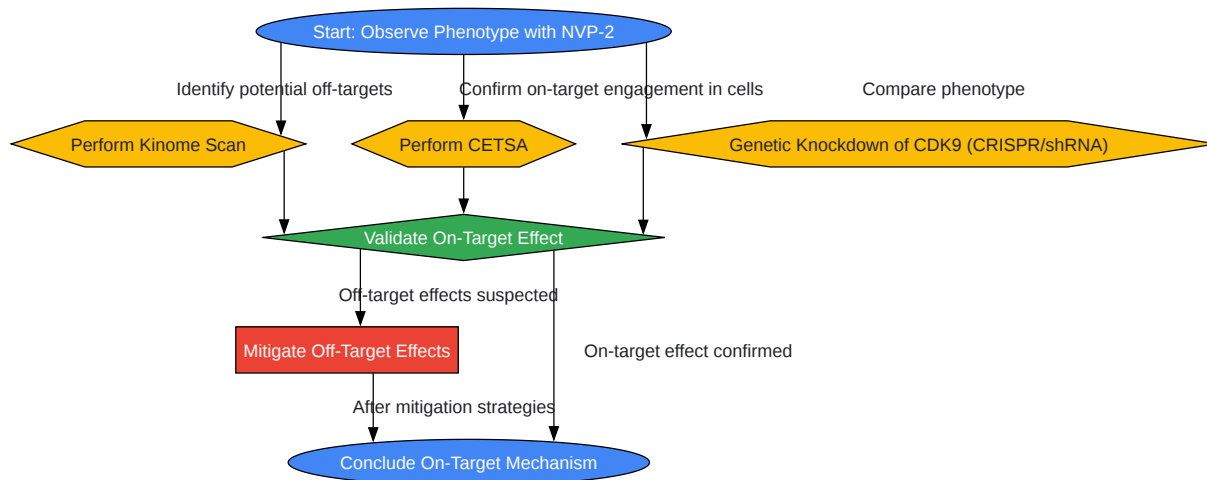 Start: Observe Phenotype with NVP-2
Identify potential off-targets
Confirm on-target engagement in cells
Compare phenotype
Perform Kinome Scan
Perform CETSA
Genetic Knockdown of CDK9 (CRISPR/shRNA)
Validate On-Target Effect
Off-target effects suspected
Mitigate Off-Target Effects
On-target effect confirmed
After mitigation strategies
Conclude On-Target Mechanism